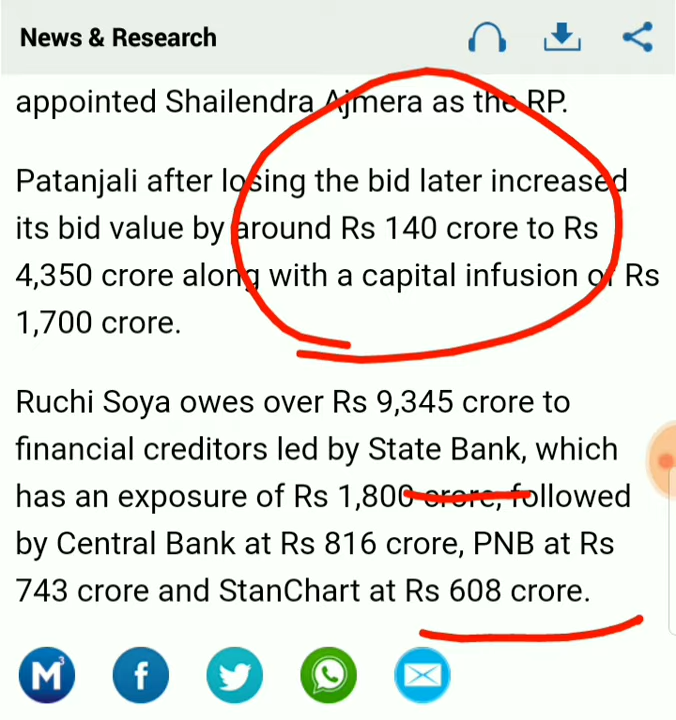 News & Research
appointed Shailendra Ajmera as the RP.
Patanjali after losing the bid later increased
its bid value by around Rs 140 crore to Rs
4,350 crore along with a capital infusion of Rs
1,700 crore.
Ruchi Soya owes over Rs 9,345 crore to
financial creditors led by State Bank, which
has an exposure of Rs 1,800 crore, followed
by Central Bank at Rs 816 crore, PNB at Rs
743 crore and StanChart at Rs 608 crore.
M3 f